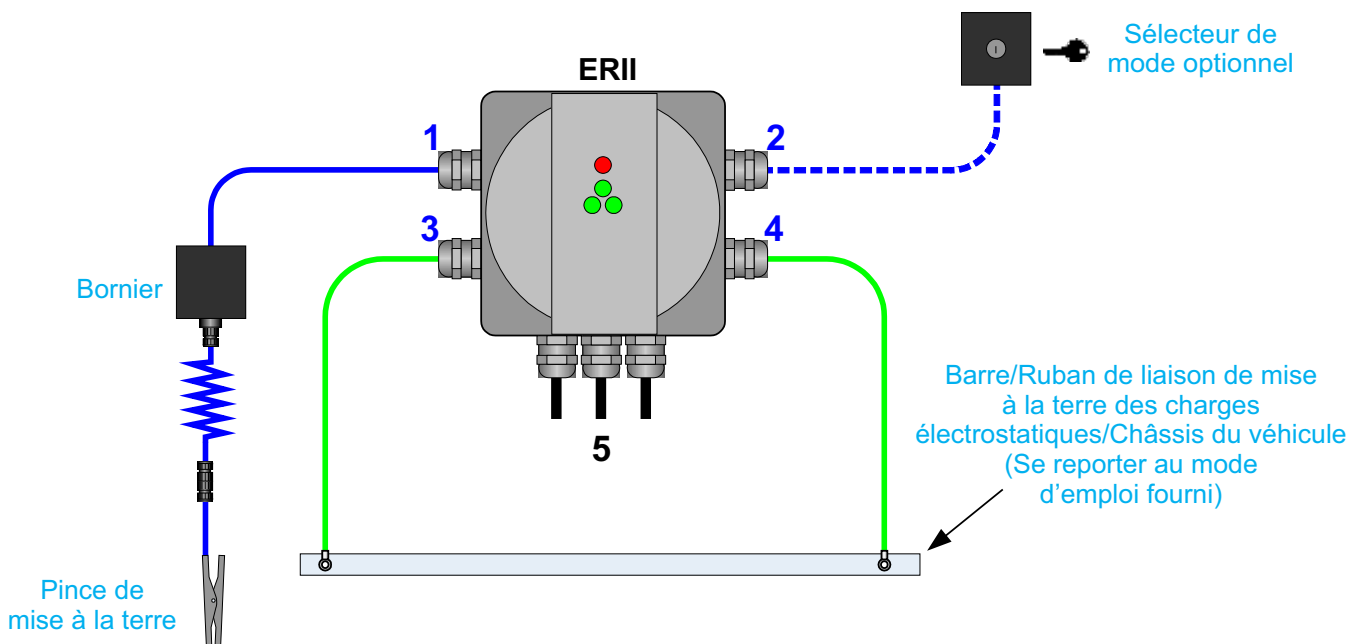 Sélecteur de
mode optionnel
ERII
1
2
3
4
Bornier
5
Barre/Ruban de liaison de mise
à la terre des charges
électrostatiques/Châssis du véhicule
(Se reporter au mode
d’emploi fourni)
Pince de
mise à la terre